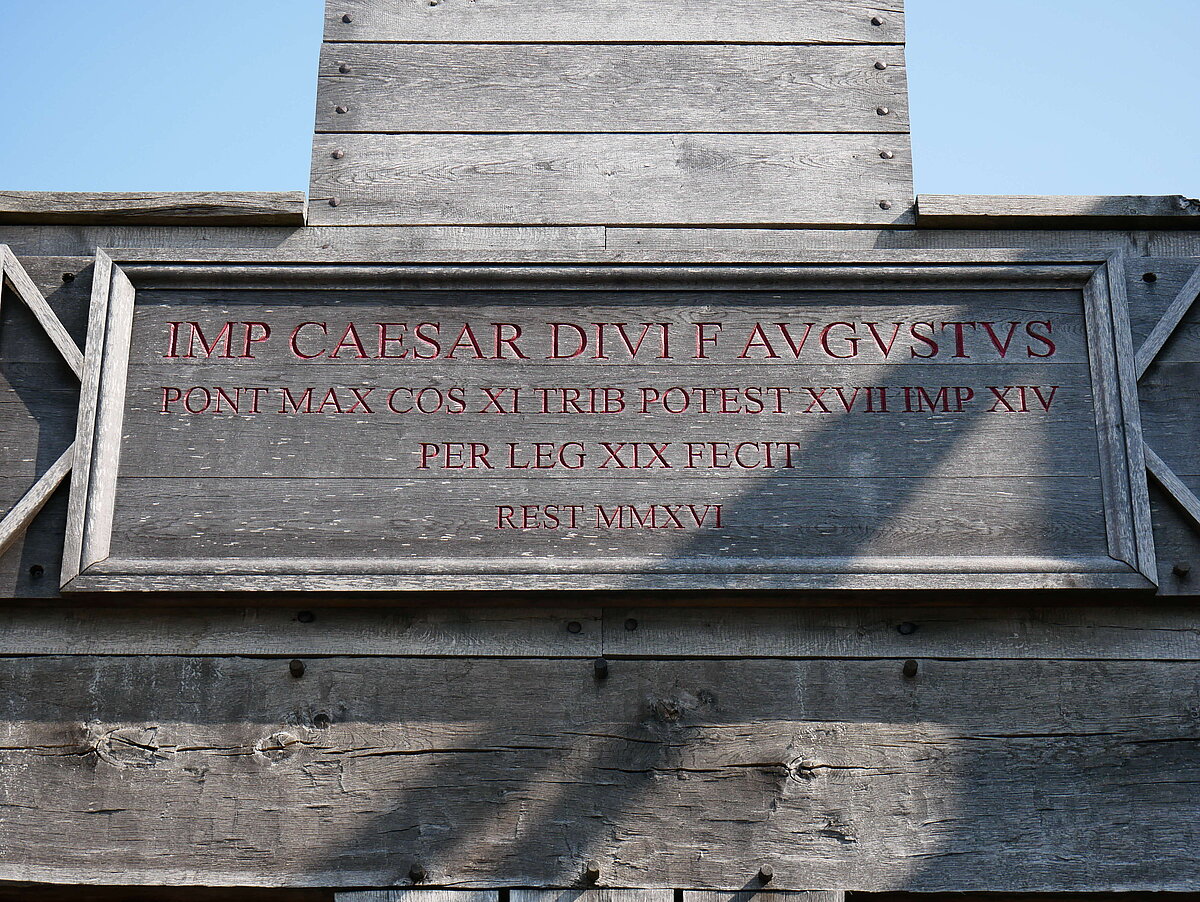 IMP CAESAR DIVI F AVGVSTVS
PONT MAX COS XI TRIB POTEST XVII IMP XIV
PER LEG XIX FECIT
REST MMXVI